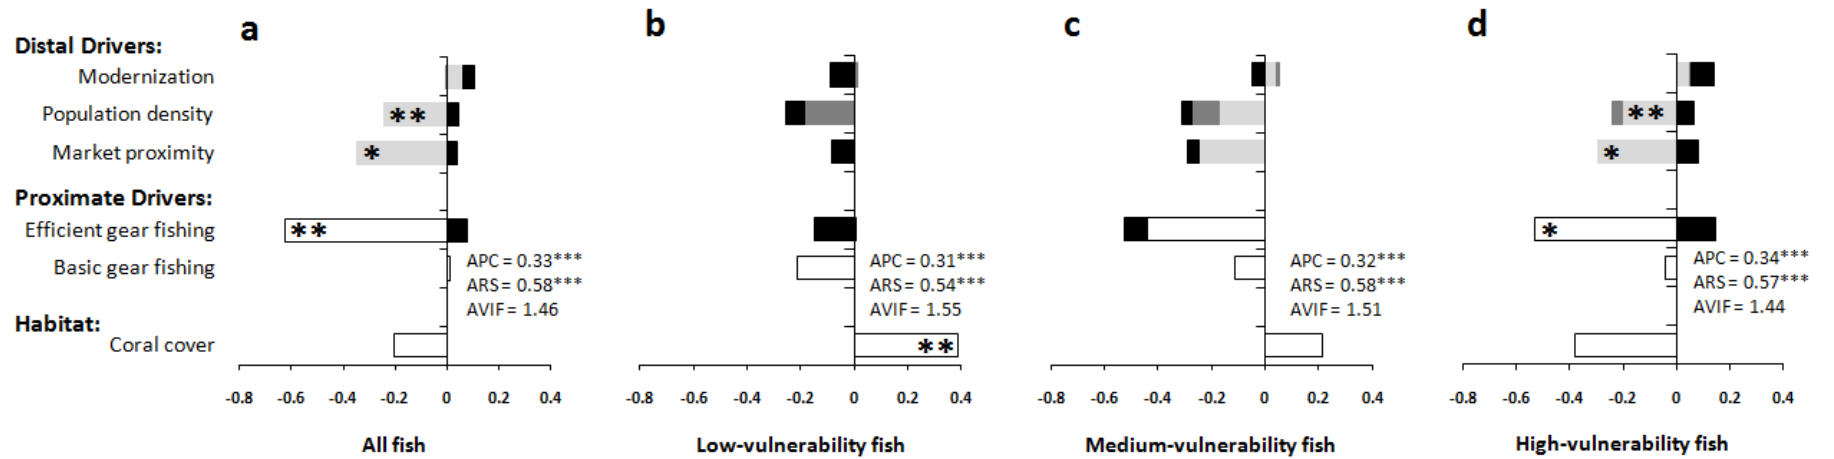 a
b
c
d
Distal Drivers:
Modernization
Population density
Market proximity
Proximate Drivers:
Efficient gear fishing
Basic gear fishing
Habitat:
Coral cover
**
*
**
APC = 0.33***
ARS = 0.58***
AVIF = 1.46
-0.8 -0.6 -0.4 -0.2 0 0.2 0.4
All fish
APC = 0.31***
ARS = 0.54***
AVIF = 1.55
**
-0.8 -0.6 -0.4 -0.2 0 0.2 0.4
Low-vulnerability fish
APC = 0.32***
ARS = 0.58***
AVIF = 1.51
-0.8 -0.6 -0.4 -0.2 0 0.2 0.4
Medium-vulnerability fish
**
*
*
APC = 0.34***
ARS = 0.57***
AVIF = 1.44
-0.8 -0.6 -0.4 -0.2 0 0.2 0.4
High-vulnerability fish